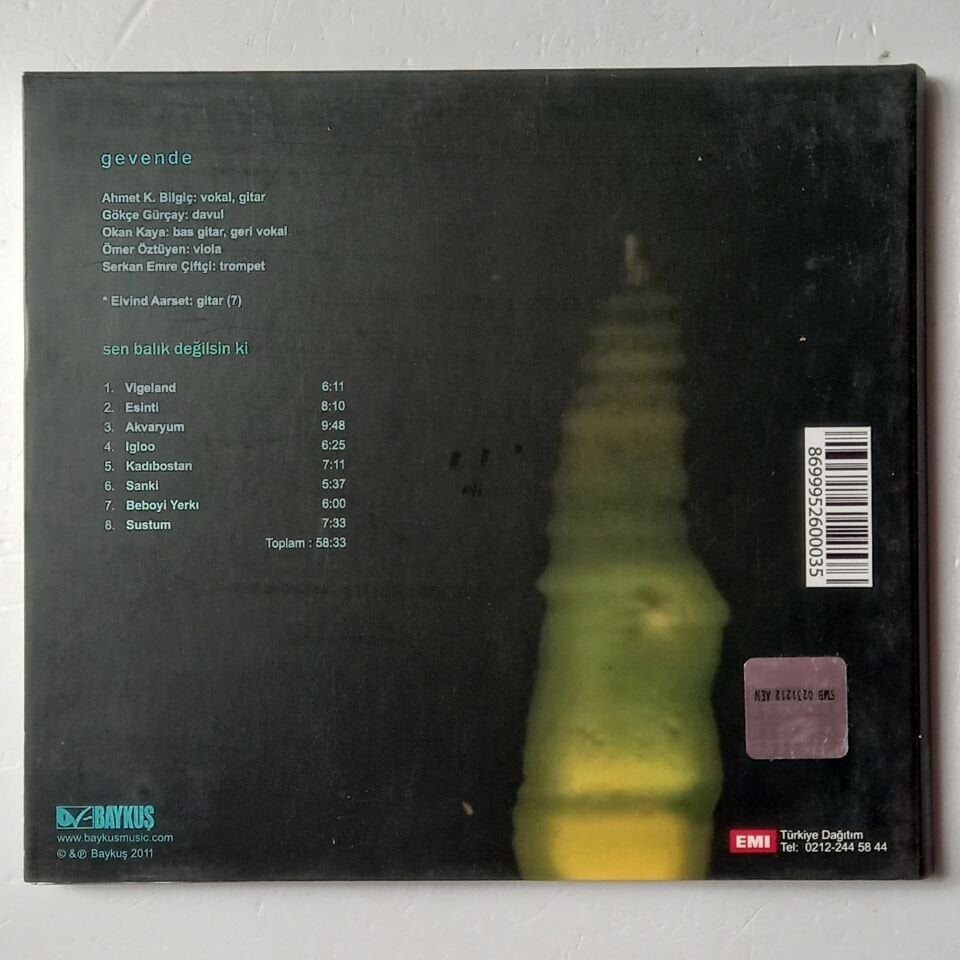 gevende
Ahmet K. Bilgiç: vokal, gitar
Gökçe Gürçay: davul
Okan Kaya: bas gitar, geri vokal
Ömer Öztüyen: viola
Serkan Emre Çiftçi: trompet
* Eivind Aarset: gitar (7)
sen balık değilsin ki
1. Vigeland 6:11
2. Esinti 8:10
3. Akvaryum 9:48
4. Igloo 6:25
5. Kadıbostan 7:11
6. Sanki 5:37
7. Beboyi Yerkı 6:00
8. Sustum 7:33
Toplam : 58:33
8699952600035
SMB 0231212 AEN
BAYKUŞ
www.baykusmusic.com
© & ℗ Baykuş 2011
EMI Türkiye Dağıtım
Tel: 0212-244 58 44